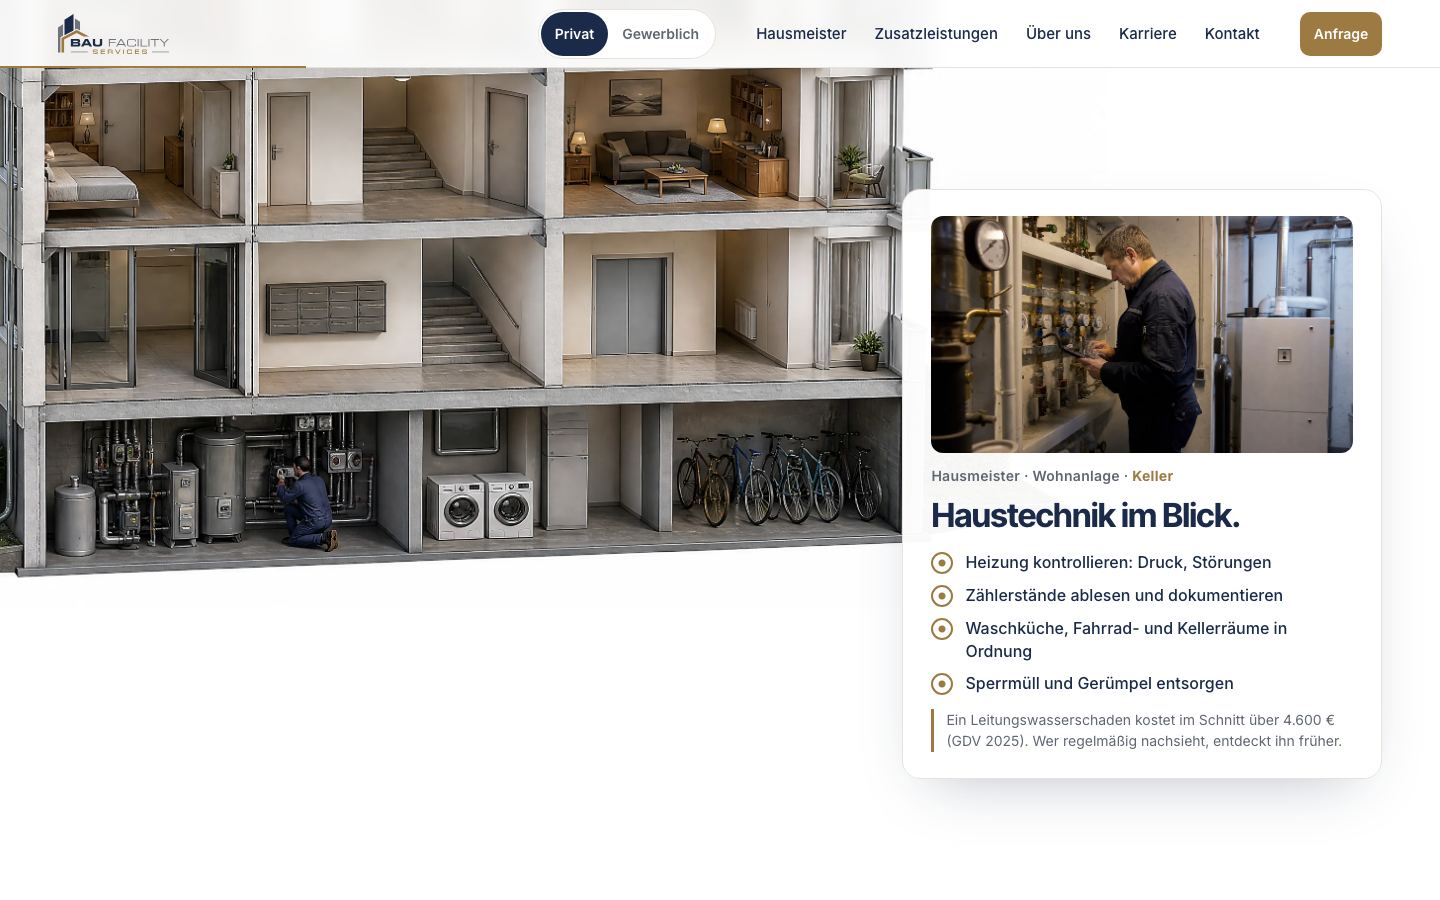 BAU FACILITY
SERVICES
Privat
Gewerblich
Hausmeister
Zusatzleistungen
Über uns
Karriere
Kontakt
Anfrage
Hausmeister · Wohnanlage · Keller
Haustechnik im Blick.
Heizung kontrollieren: Druck, Störungen
Zählerstände ablesen und dokumentieren
Waschküche, Fahrrad- und Kellerräume in
Ordnung
Sperrmüll und Gerümpel entsorgen
Ein Leitungswasserschaden kostet im Schnitt über 4.600 €
(GDV 2025). Wer regelmäßig nachsieht, entdeckt ihn früher.